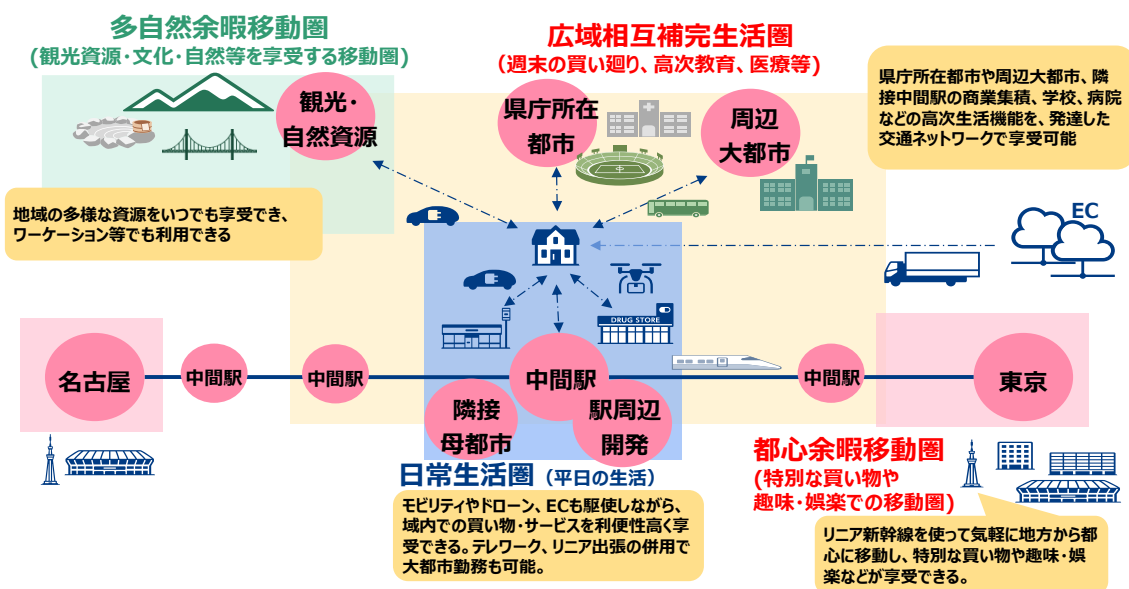 多自然余暇移動圏
(観光資源･文化･自然等を享受する移動圏)
観光･
自然資源
広域相互補完生活圏
（週末の買い廻り、高次教育、医療等）
県庁所在
都市
周辺
大都市
県庁所在都市や周辺大都市、隣
接中間駅の商業集積、学校、病院
などの高次生活機能を、発達した
交通ネットワークで享受可能
地域の多様な資源をいつでも享受でき、
ワーケーション等でも利用できる
EC
DRUG STORE
名古屋
中間駅
中間駅
中間駅
中間駅
東京
隣接
母都市
駅周辺
開発
日常生活圏（平日の生活）
モビリティやドローン、ECも駆使しながら、
域内での買い物･サービスを利便性高く享
受できる。テレワーク、リニア出張の併用で
大都市勤務も可能。
都心余暇移動圏
(特別な買い物や
趣味･娯楽での移動圏)
リニア新幹線を使って気軽に地方から都
心に移動し、特別な買い物や趣味･娯
楽などが享受できる。